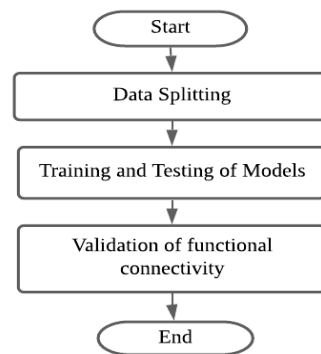 Start
Data Splitting
Training and Testing of Models
Validation of functional
connectivity
End